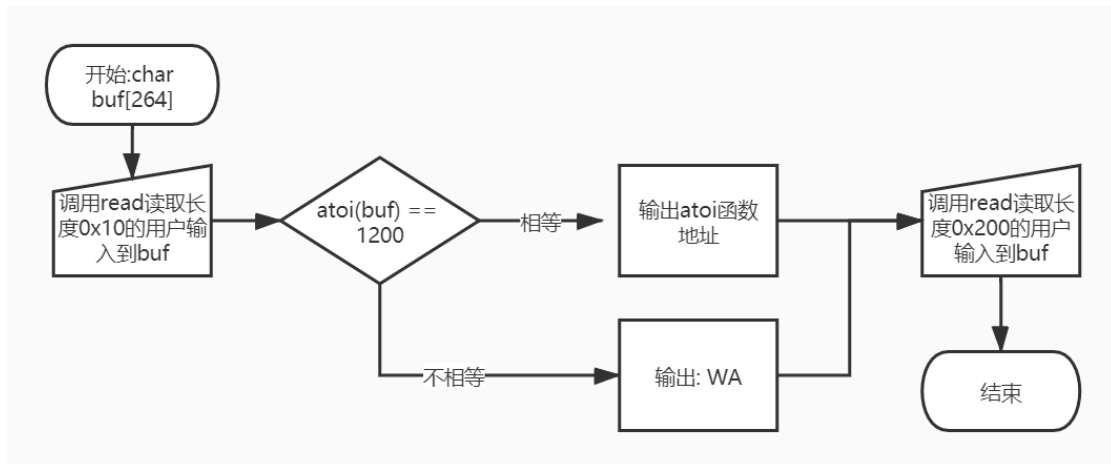 开始:char
buf[264]
调用read读取长
度0x10的用户输
入到buf
atoi(buf) ==
1200
相等
输出atoi函数
地址
不相等
输出: WA
调用read读取长
度0x200的用户
输入到buf
结束